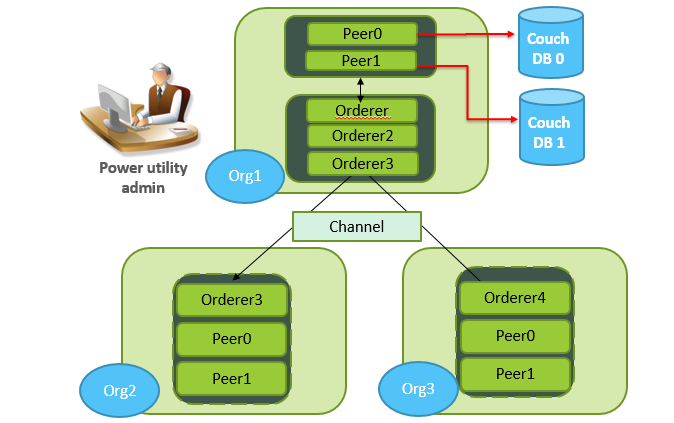 Peer0
Peer1
Couch
DB 0
Orderer
Orderer2
Orderer3
Couch
DB 1
Power utility
admin
Org1
Channel
Orderer3
Peer0
Peer1
Org2
Orderer4
Peer0
Peer1
Org3